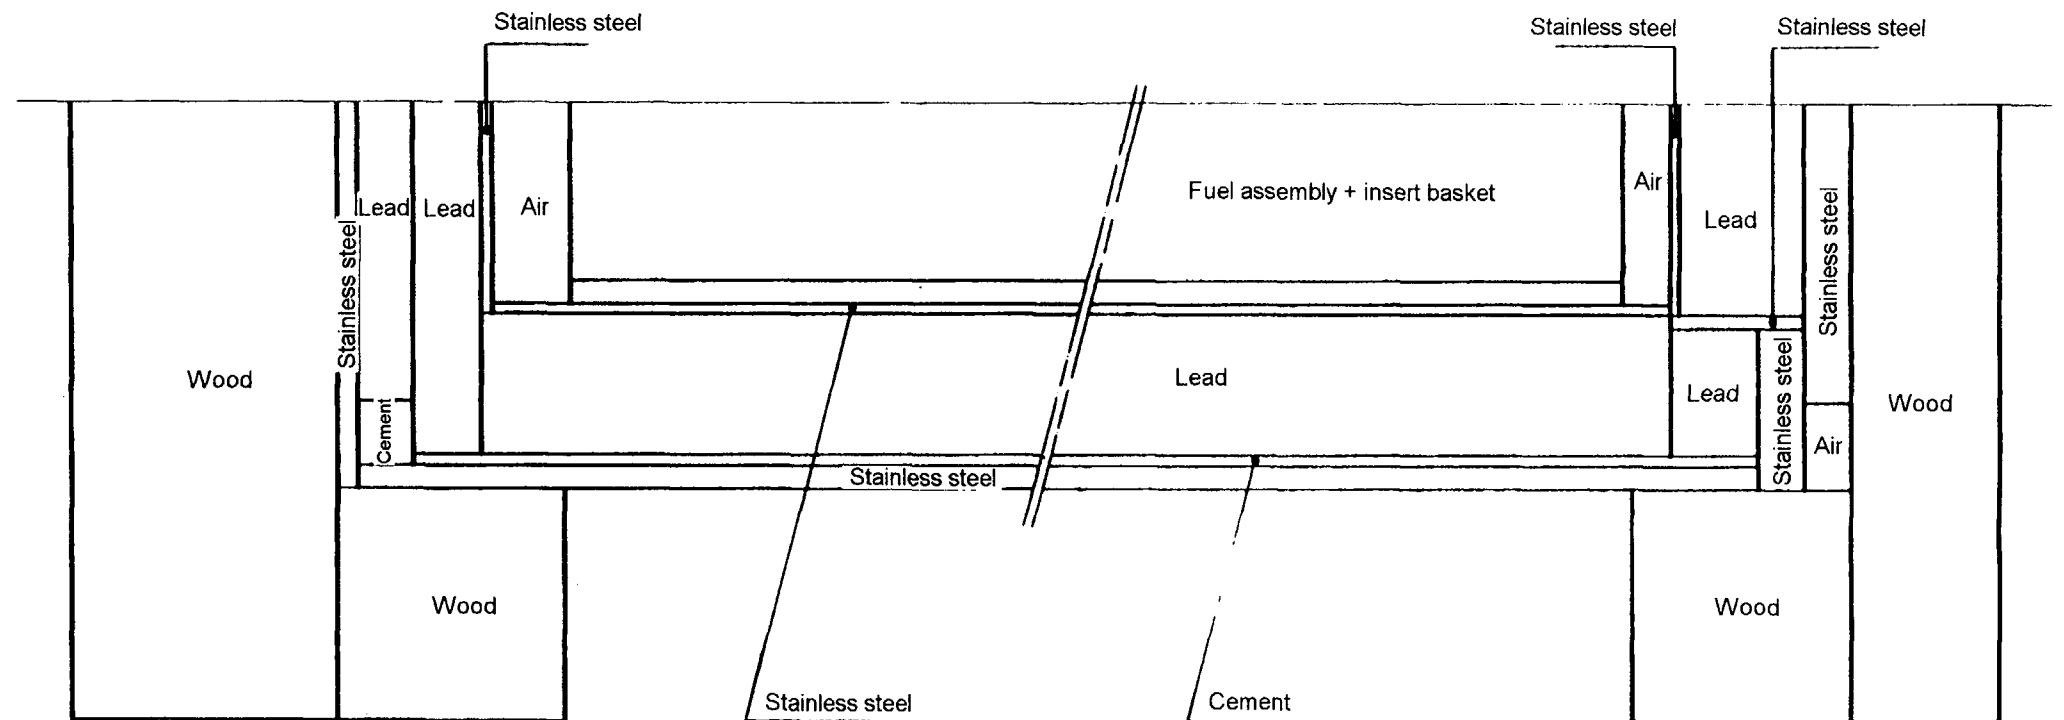 Stainless steel
Stainless steel
Stainless steel
Fuel assembly + insert basket
Air
Stainless steel
Lead
Lead
Air
Lead
Stainless steel
Wood
Lead
Lead
Stainless steel
Wood
Cement
Air
Stainless steel
Wood
Wood
Stainless steel
Cement